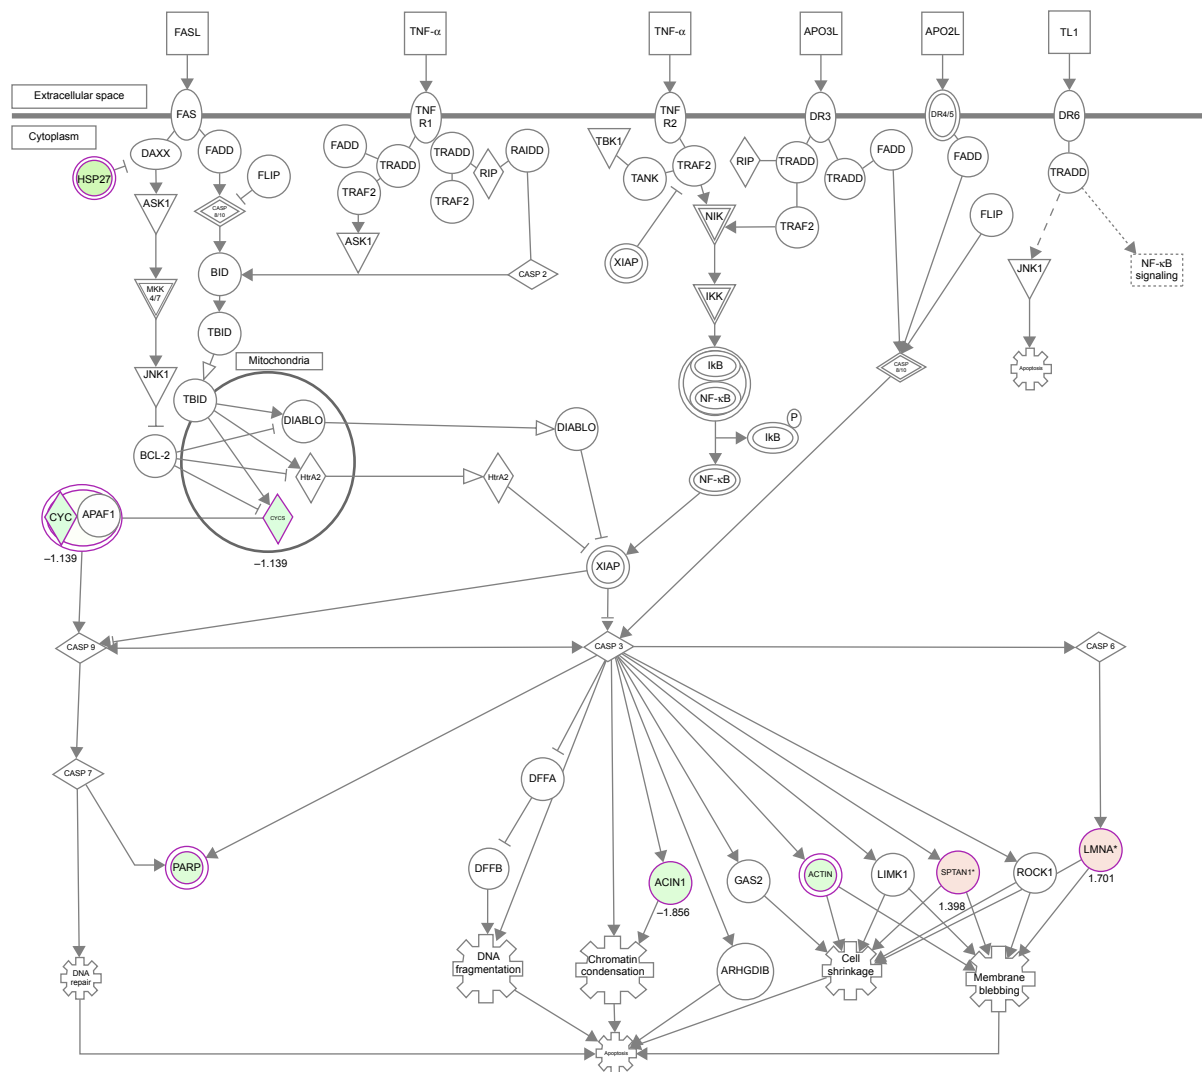 FASL
TNF-α
TNF-α
APO3L
APO2L
TL1
Extracellular space
FAS
TNF
R1
TNF
R2
DR3
DR4/5
DR6
Cytoplasm
DAXX
FADD
FADD
TRADD
TRADD
RAIDD
TBK1
TRAF2
RIP
TRADD
FADD
FADD
HSP27
FLIP
TRAF2
RIP
TRAF2
TANK
TRADD
TRADD
ASK1
CASP
8/10
ASK1
NIK
TRAF2
FLIP
BID
CASP 2
XIAP
JNK1
NF-κB
signaling
MKK
4/7
IKK
TBID
Mitochondria
JNK1
IkB
CASP
8/10
Apoptosis
TBID
NF-κB
DIABLO
DIABLO
P
IkB
BCL-2
HtrA2
HtrA2
NF-κB
CYC
APAF1
CYCS
–1.139
–1.139
XIAP
CASP 9
CASP 3
CASP 6
CASP 7
DFFA
PARP
DFFB
ACIN1
GAS2
ACTIN
LIMK1
SPTAN1*
ROCK1
LMNA*
–1.856
1.398
1.701
DNA
repair
DNA
fragmentation
Chromatin
condensation
ARHGDIB
Cell
shrinkage
Membrane
blebbing
Apoptosis